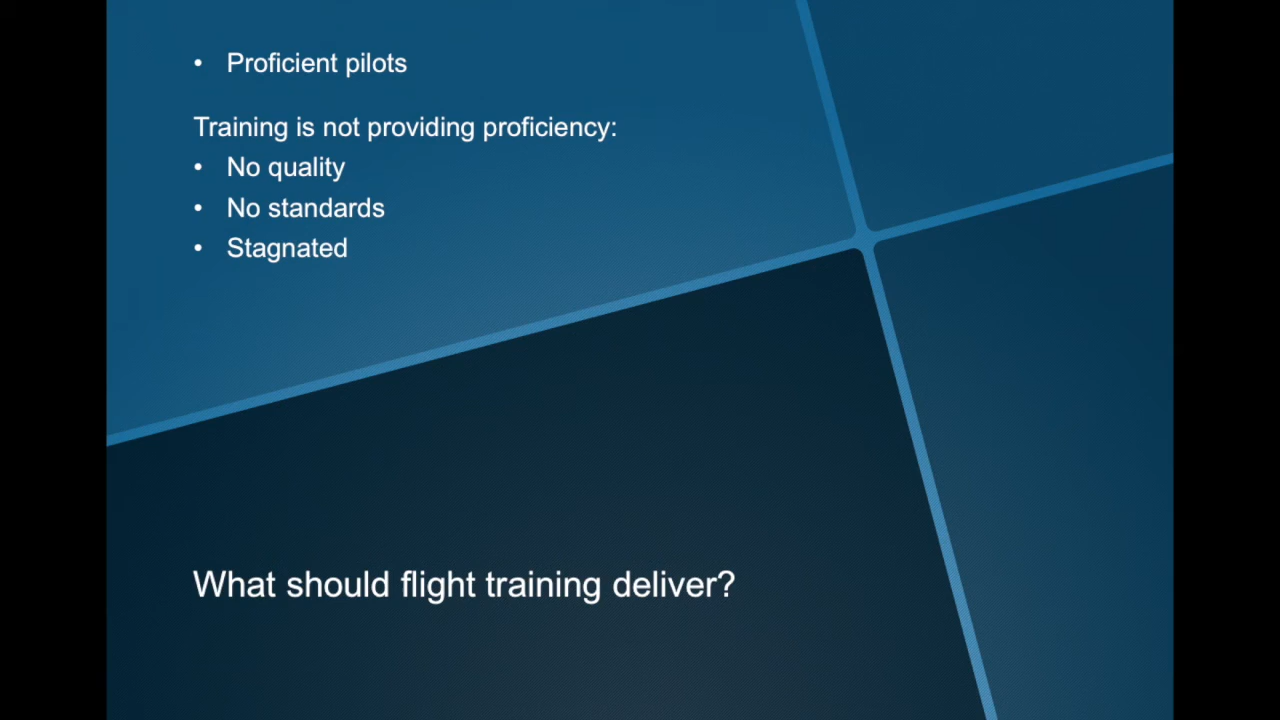 • Proficient pilots
Training is not providing proficiency:
• No quality
• No standards
• Stagnated
What should flight training deliver?